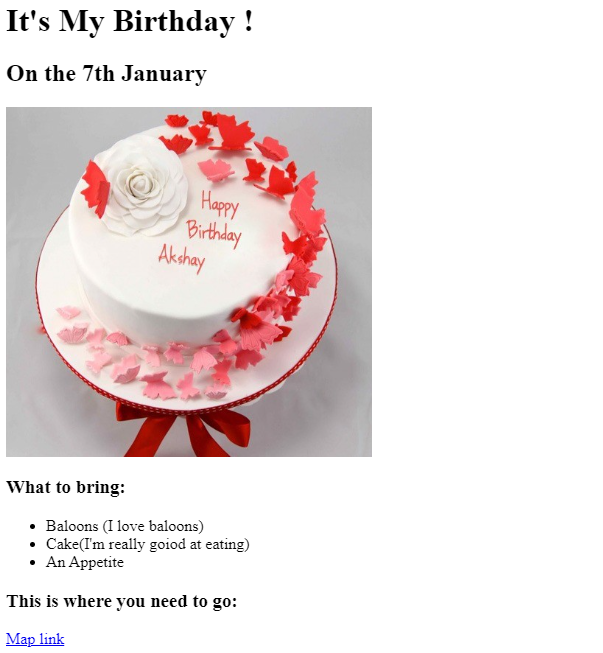 It's My Birthday !
On the 7th January
Happy
Birthday
Akshay
What to bring:
Baloons (I love baloons)
Cake(I'm really goiod at eating)
An Appetite
This is where you need to go:
Map link